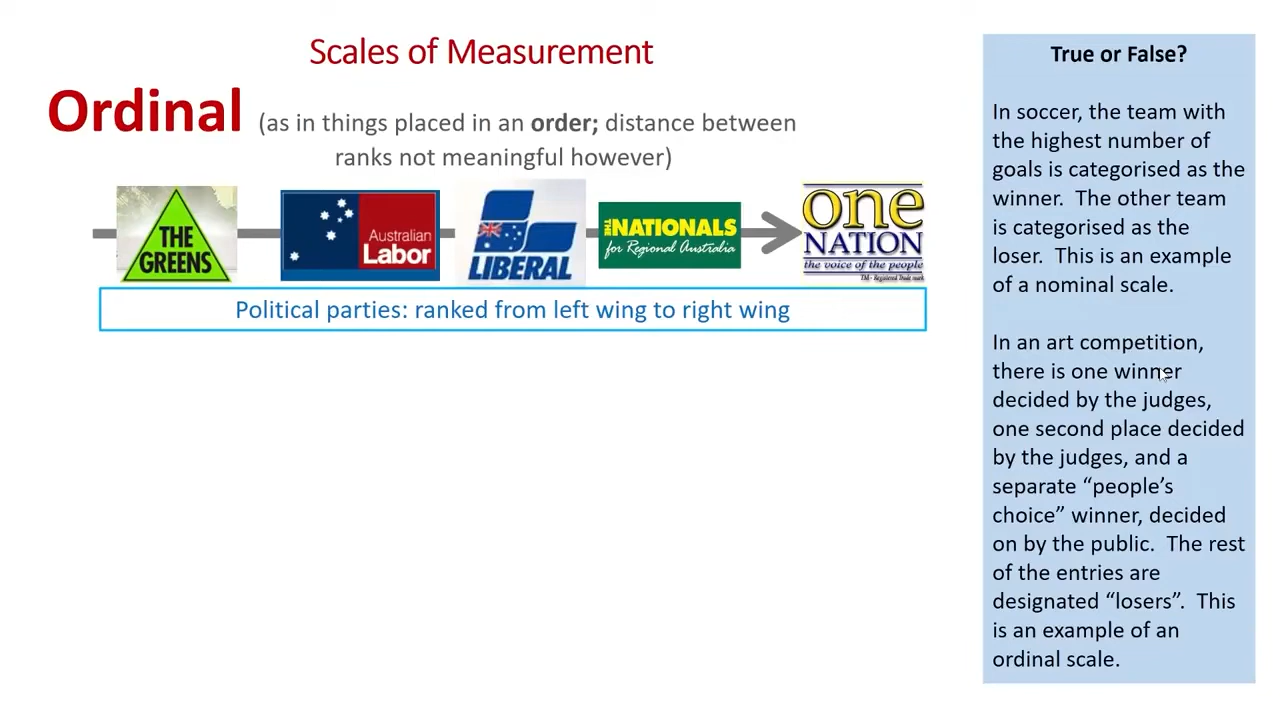 Scales of Measurement
Ordinal (as in things placed in an order; distance between
ranks not meaningful however)
THE
GREENS
Australian
Labor
LIBERAL
THE NATIONALS
for Regional Australia
one
NATION
the voice of the people
TM - Registered Trade mark
Political parties: ranked from left wing to right wing
True or False?
In soccer, the team with
the highest number of
goals is categorised as the
winner. The other team
is categorised as the
loser. This is an example
of a nominal scale.
In an art competition,
there is one winner
decided by the judges,
one second place decided
by the judges, and a
separate “people’s
choice” winner, decided
on by the public. The rest
of the entries are
designated “losers”. This
is an example of an
ordinal scale.